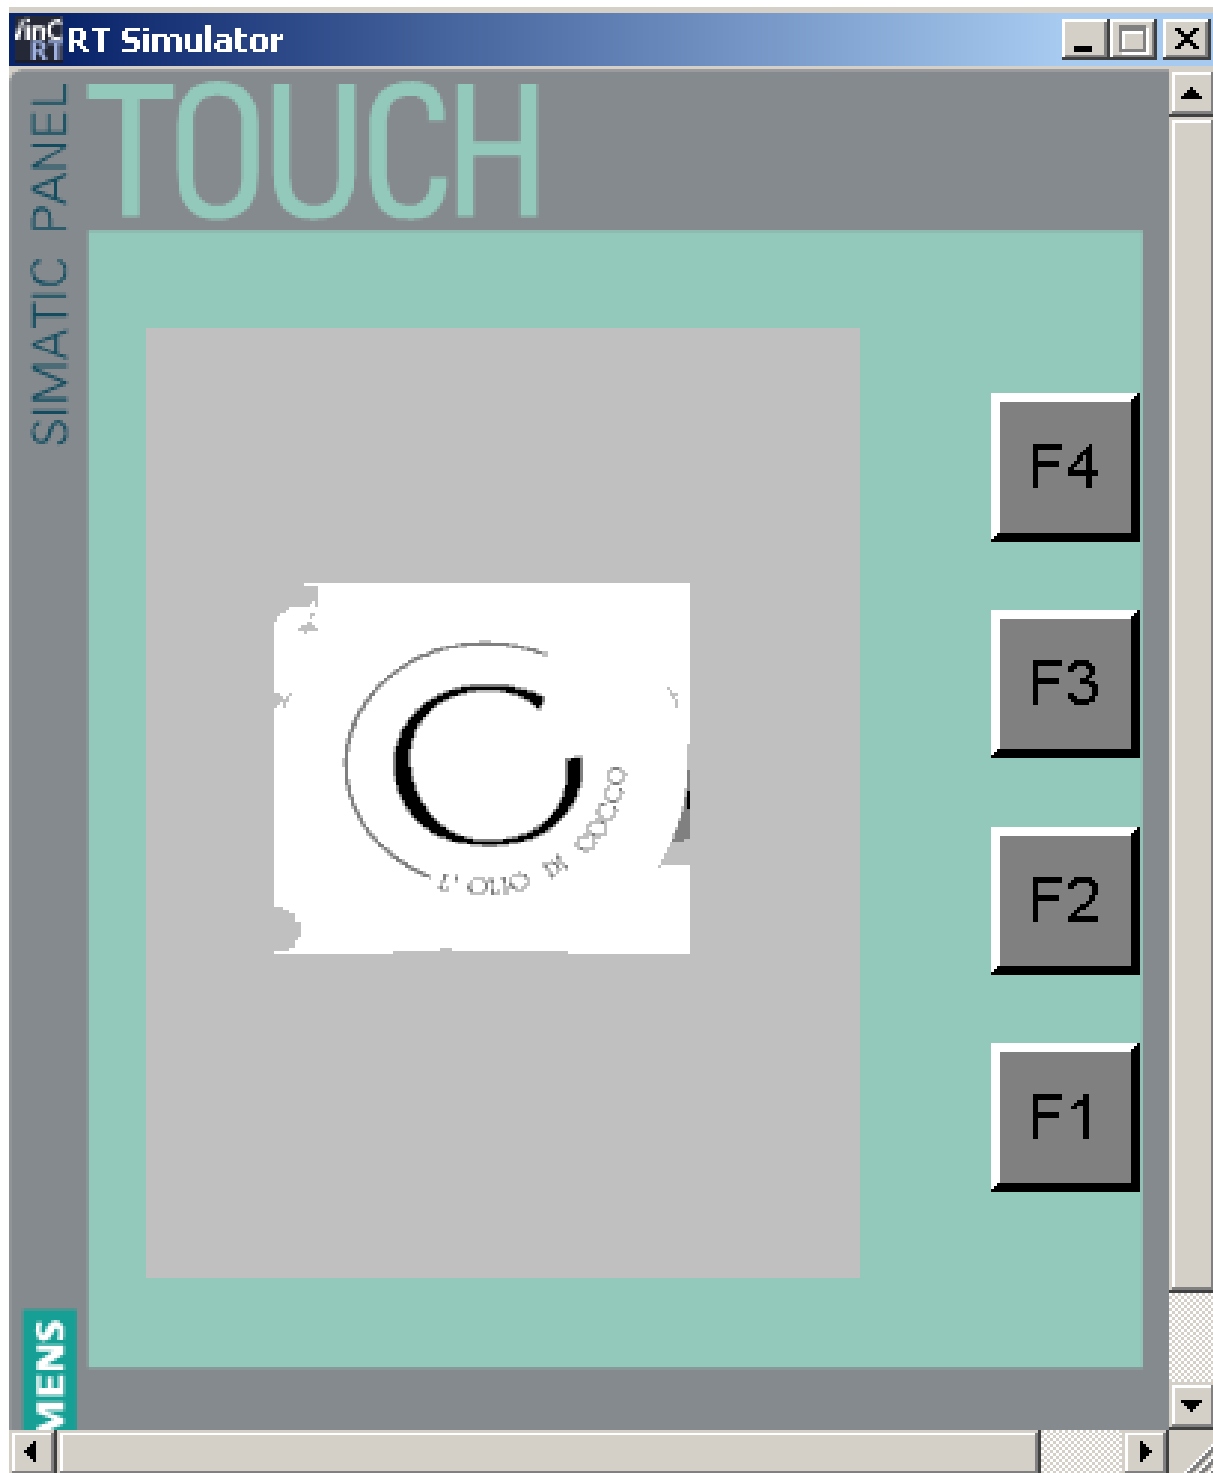 RT Simulator
SIMATIC PANEL
TOUCH
F4
F3
F2
F1
C
L' OLIO DI COCCO
MENS